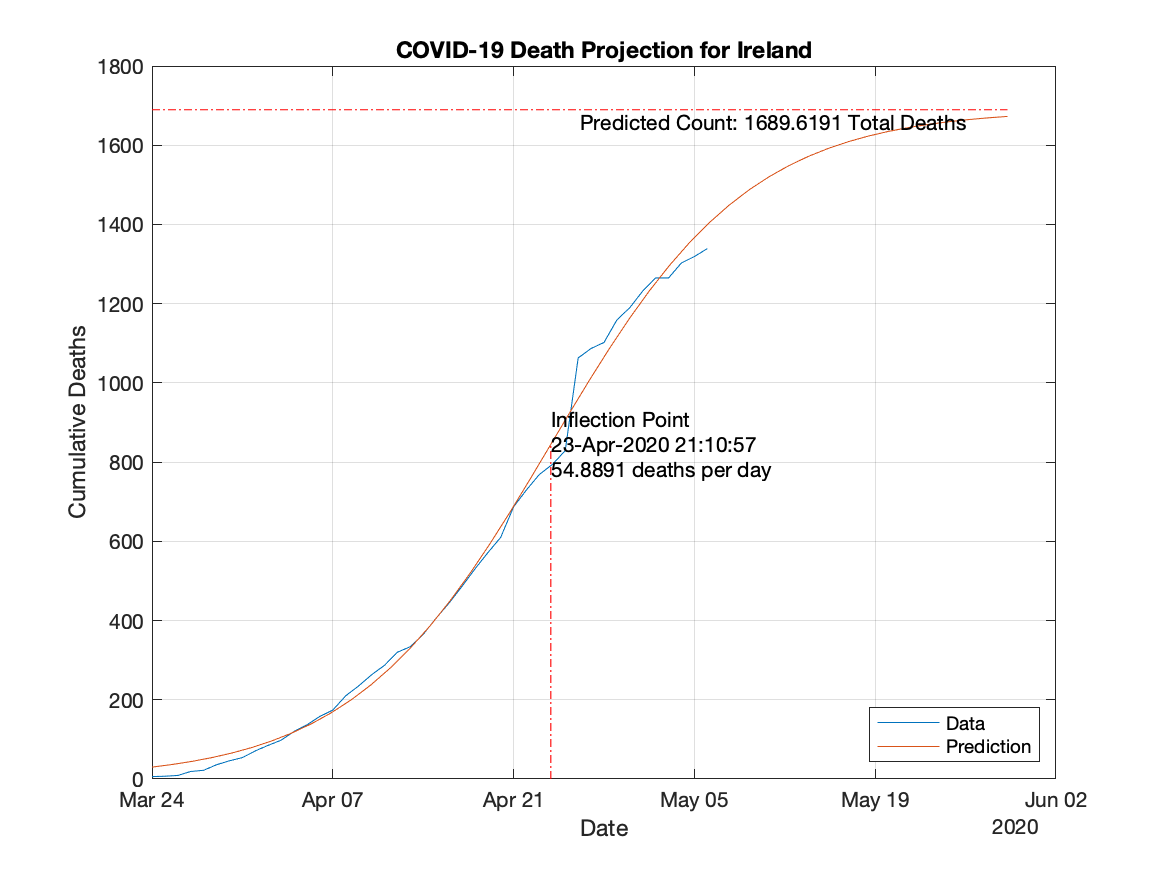 COVID-19 Death Projection for Ireland
1800
1600
1400
1200
1000
800
600
400
200
0
Cumulative Deaths
Predicted Count: 1689.6191 Total Deaths
Inflection Point
23-Apr-2020 21:10:57
54.8891 deaths per day
Data
Prediction
Mar 24
Apr 07
Apr 21
May 05
May 19
Jun 02
Date
2020